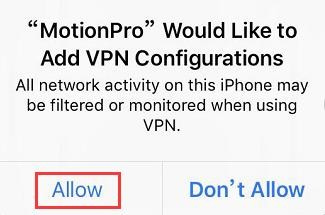 “MotionPro” Would Like to
Add VPN Configurations
All network activity on this iPhone may
be filtered or monitored when using
VPN.
Allow
Don’t Allow